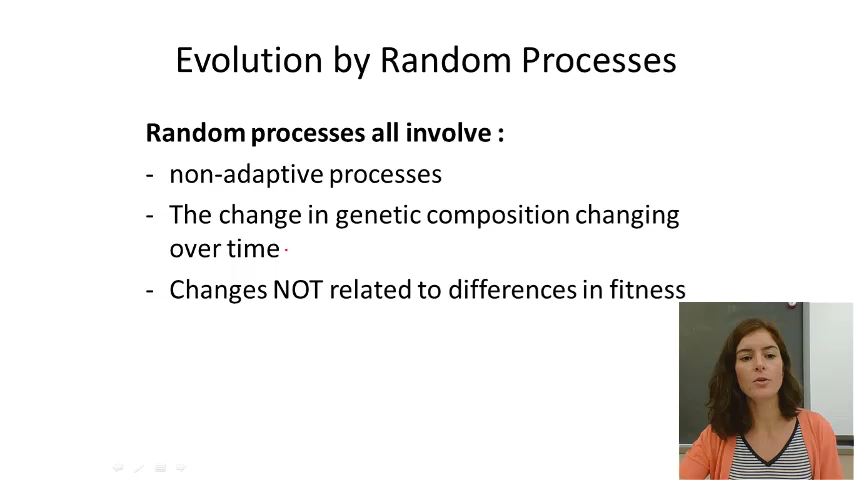 Evolution by Random Processes
Random processes all involve :
- non-adaptive processes
- The change in genetic composition changing
over time
- Changes NOT related to differences in fitness